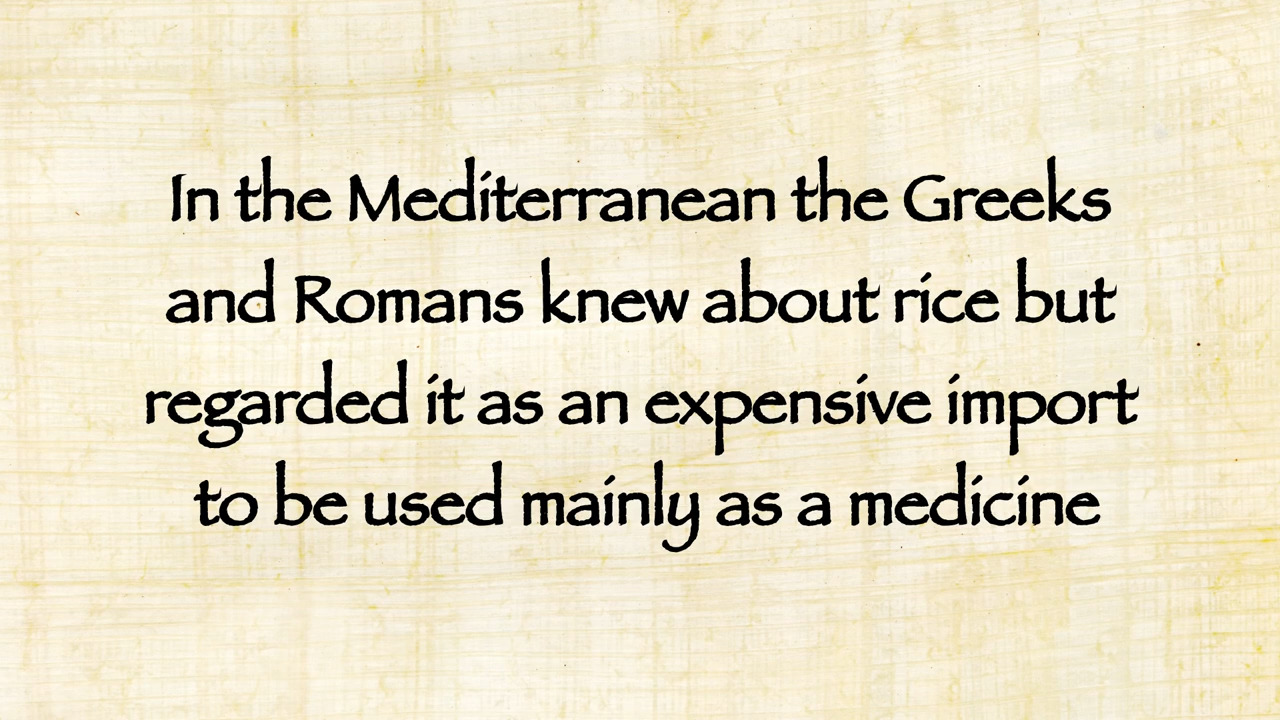 In the Mediterranean the Greeks
and Romans knew about rice but
regarded it as an expensive import
to be used mainly as a medicine